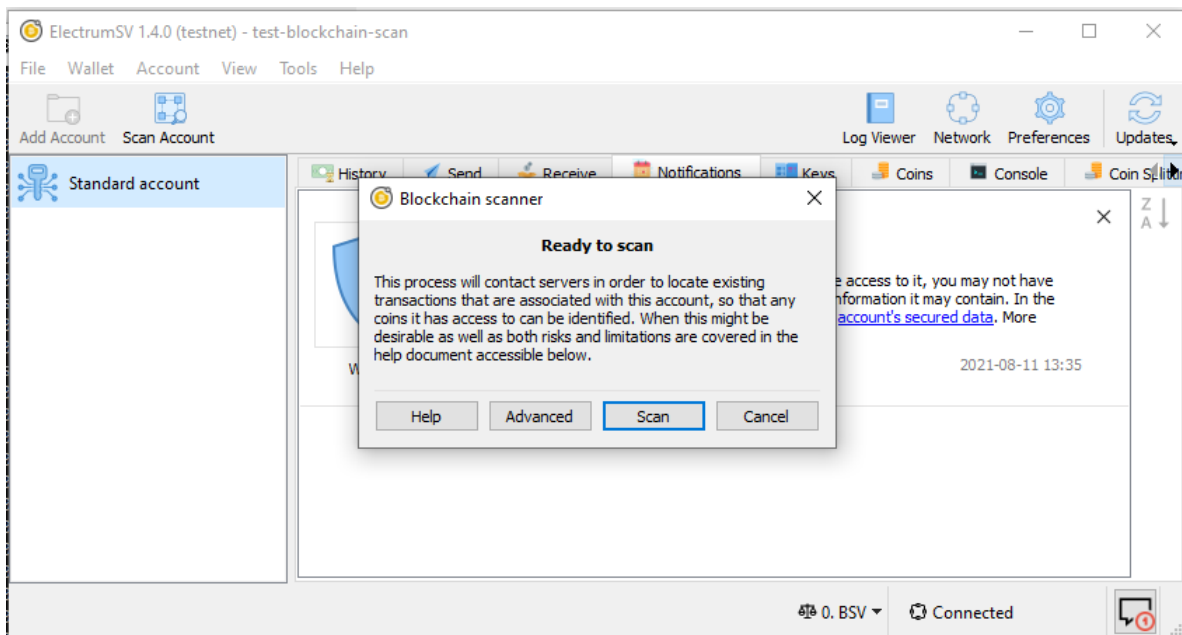 ElectrumSV 1.4.0 (testnet) - test-blockchain-scan
File Wallet Account View Tools Help
Add Account Scan Account Log Viewer Network Preferences Updates
Standard account
History Send Receive Notifications Keys Coins Console Coin Splitting
Blockchain scanner
Ready to scan
This process will contact servers in order to locate existing
transactions that are associated with this account, so that any
coins it has access to can be identified. When this might be
desirable as well as both risks and limitations are covered in the
help document accessible below.
Help Advanced Scan Cancel
access to it, you may not have
information it may contain. In the
account's secured data. More
2021-08-11 13:35
W
Z
A
0. BSV Connected
1